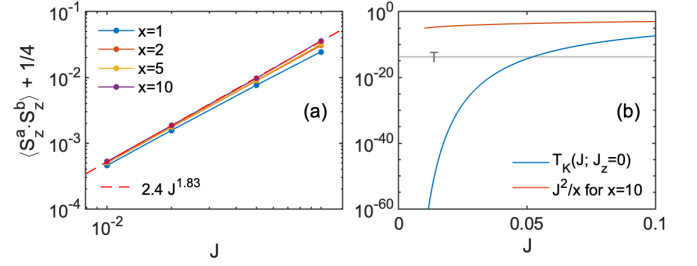 10^-1
10^-2
10^-3
10^-4
⟨S_z^a·S_z^b⟩ + 1/4
x=1
x=2
x=5
x=10
(a)
2.4 J^1.83
10^-2
10^-1
J
10^0
10^-20
10^-40
10^-60
T
(b)
T_K(J; J_z=0)
J^2/x for x=10
0
0.05
0.1
J